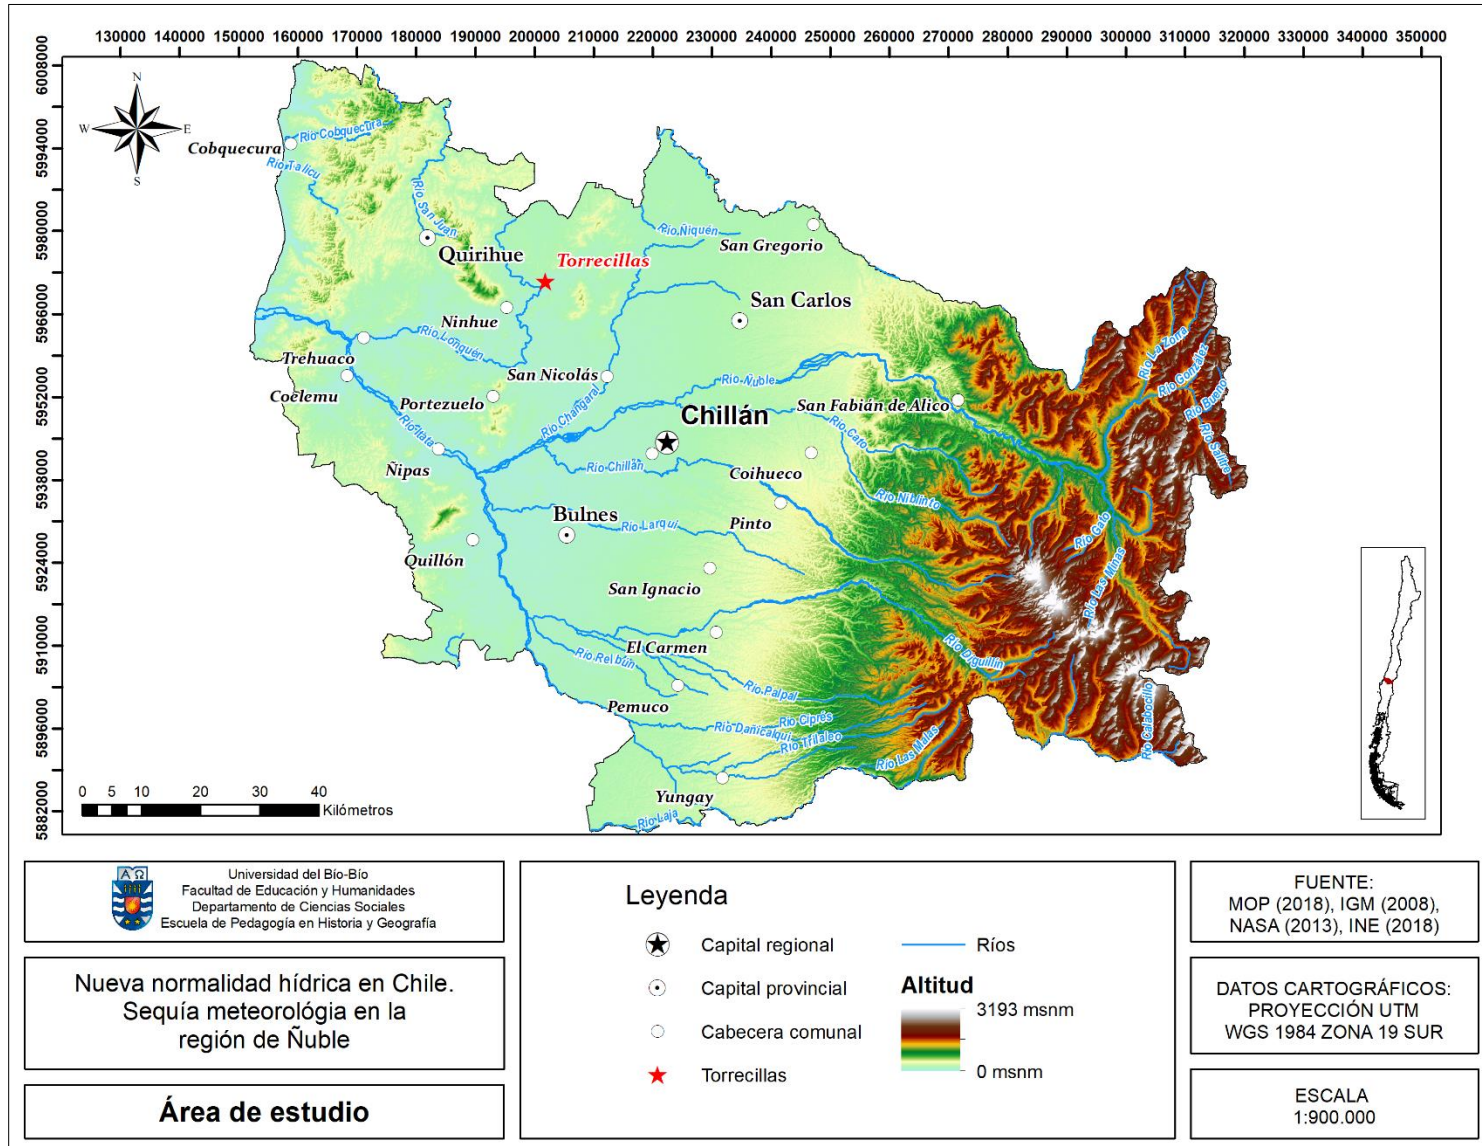 130000 140000 150000 160000 170000 180000 190000 200000 210000 220000 230000 240000 250000 260000 270000 280000 290000 300000 310000 320000 330000 340000 350000
6008000
5994000
5980000
5966000
5952000
5938000
5924000
5910000
5896000
5882000
N
W E
S
Cobquecura
Río Cobquecura
Río Talicu
Río San Juan
Quirihue
Torrecillas
Río Ñiquén
San Gregorio
San Carlos
Ninhue
Río Lonquén
Trehuaco
Coelemu
San Nicolás
Portezuelo
Río Changaral
Río Ñuble
Río Itata
Chillán
San Fabián de Alico
Río La Zorra
Río González
Río Bueno
Río Salitre
Río Cato
Ñipas
Río Chillán
Coihueco
Río Niblinto
Pinto
Bulnes
Río Larqui
Quillón
Río Gato
Río Las Minas
San Ignacio
El Carmen
Río Relbún
Río Diguillín
Río Palpal
Pemuco
Río Ciprés
Río Dañicalqui
Río Trilaleo
Río Las Malas
Río Calabocillo
Yungay
Río Laja
0 5 10 20 30 40
Kilómetros
Universidad del Bío-Bío
Facultad de Educación y Humanidades
Departamento de Ciencias Sociales
Escuela de Pedagogía en Historia y Geografía
Nueva normalidad hídrica en Chile.
Sequía meteorológia en la
región de Ñuble
Área de estudio
Leyenda
Capital regional
Capital provincial
Cabecera comunal
Torrecillas
Ríos
Altitud
3193 msnm
0 msnm
FUENTE:
MOP (2018), IGM (2008),
NASA (2013), INE (2018)
DATOS CARTOGRÁFICOS:
PROYECCIÓN UTM
WGS 1984 ZONA 19 SUR
ESCALA
1:900.000